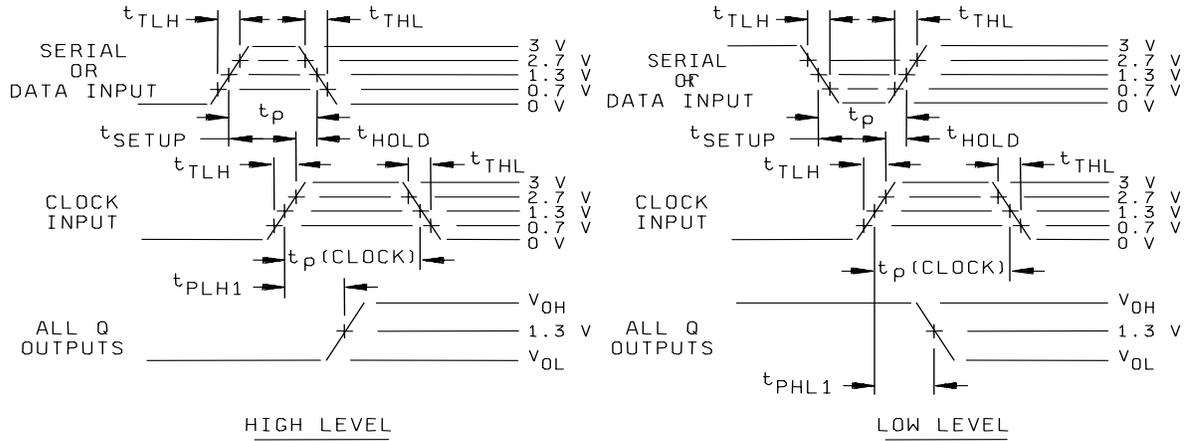 tTLH tTHL
SERIAL
OR
DATA INPUT
3 V
2.7 V
1.3 V
0.7 V
0 V
tp
tSETUP tHOLD
tTLH tTHL
CLOCK
INPUT
3 V
2.7 V
1.3 V
0.7 V
0 V
tp(CLOCK)
tPLH1
ALL Q
OUTPUTS
VOH
1.3 V
VOL
HIGH LEVEL
tTLH tTHL
SERIAL
OR
DATA INPUT
3 V
2.7 V
1.3 V
0.7 V
0 V
tp
tSETUP tHOLD
tTLH tTHL
CLOCK
INPUT
3 V
2.7 V
1.3 V
0.7 V
0 V
tp(CLOCK)
ALL Q
OUTPUTS
VOH
1.3 V
VOL
tPHL1
LOW LEVEL